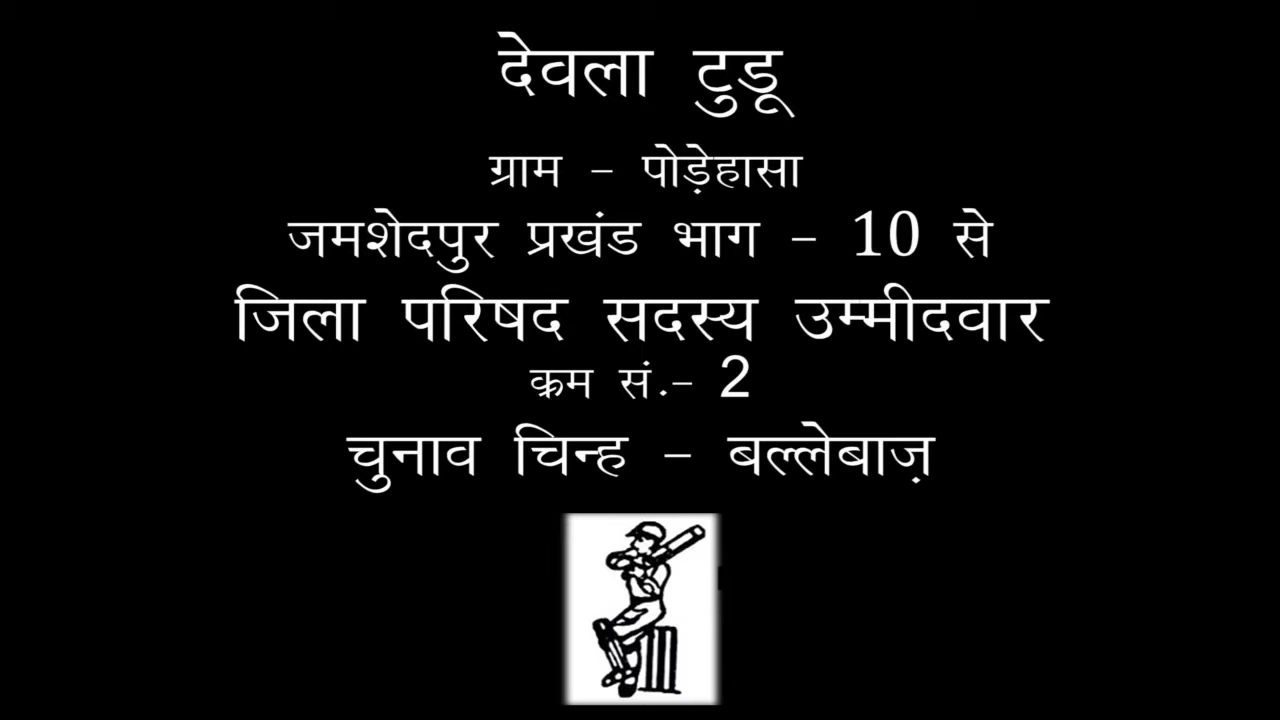 देवला टुडू
ग्राम - पोड़ेहासा
जमशेदपुर प्रखंड भाग - 10 से
जिला परिषद सदस्य उम्मीदवार
क्रम सं.- 2
चुनाव चिन्ह - बल्लेबाज़